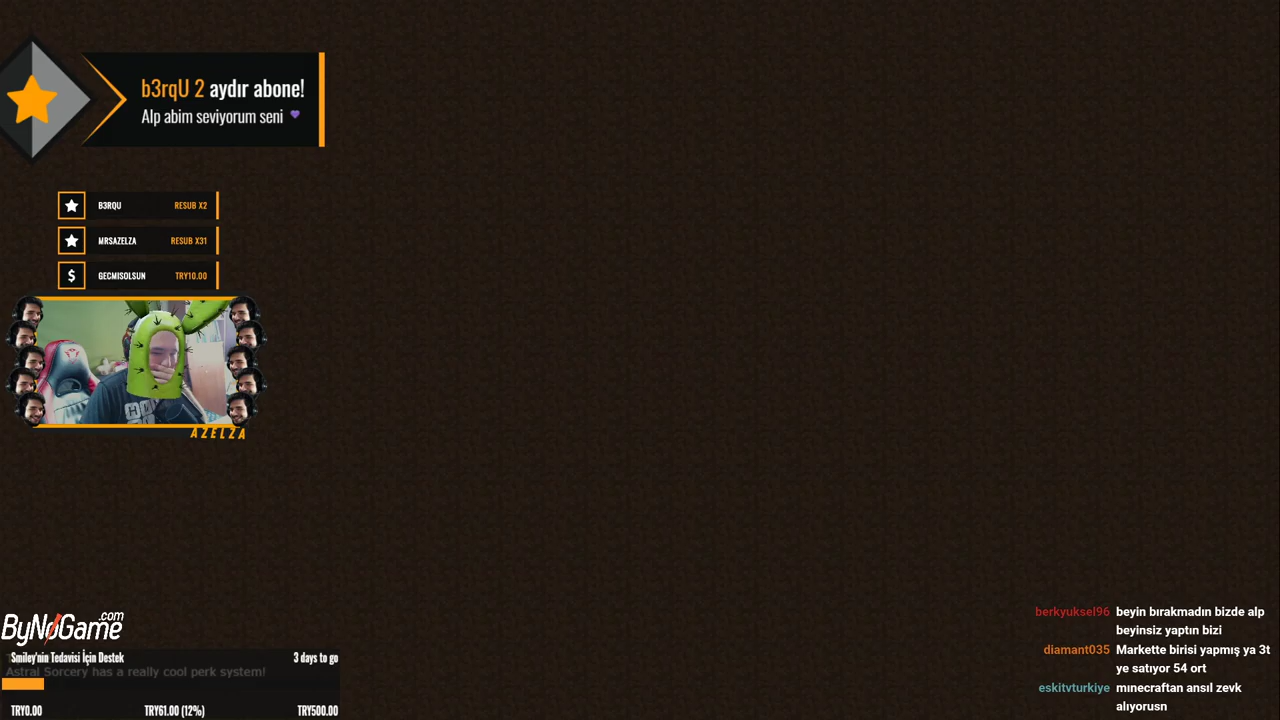 b3rqU 2 aydır abone!
Alp abim seviyorum seni
B3RQU RESUB X2
MRSAZELZA RESUB X31
GECMISOLSUN TRY10.00
AZELZA
ByNoGame.com
Smiley'nin Tedavisi İçin Destek 3 days to go
Astral Sorcery has a really cool perk system!
TRY0.00 TRY61.00 (12%) TRY500.00
berkyuksel96 beyin bırakmadın bizde alp
beyinsiz yaptın bizi
diamant035 Markette birisi yapmış ya 3t
ye satıyor 54 ort
eskitvturkiye mınecraftan ansıl zevk
alıyorusn